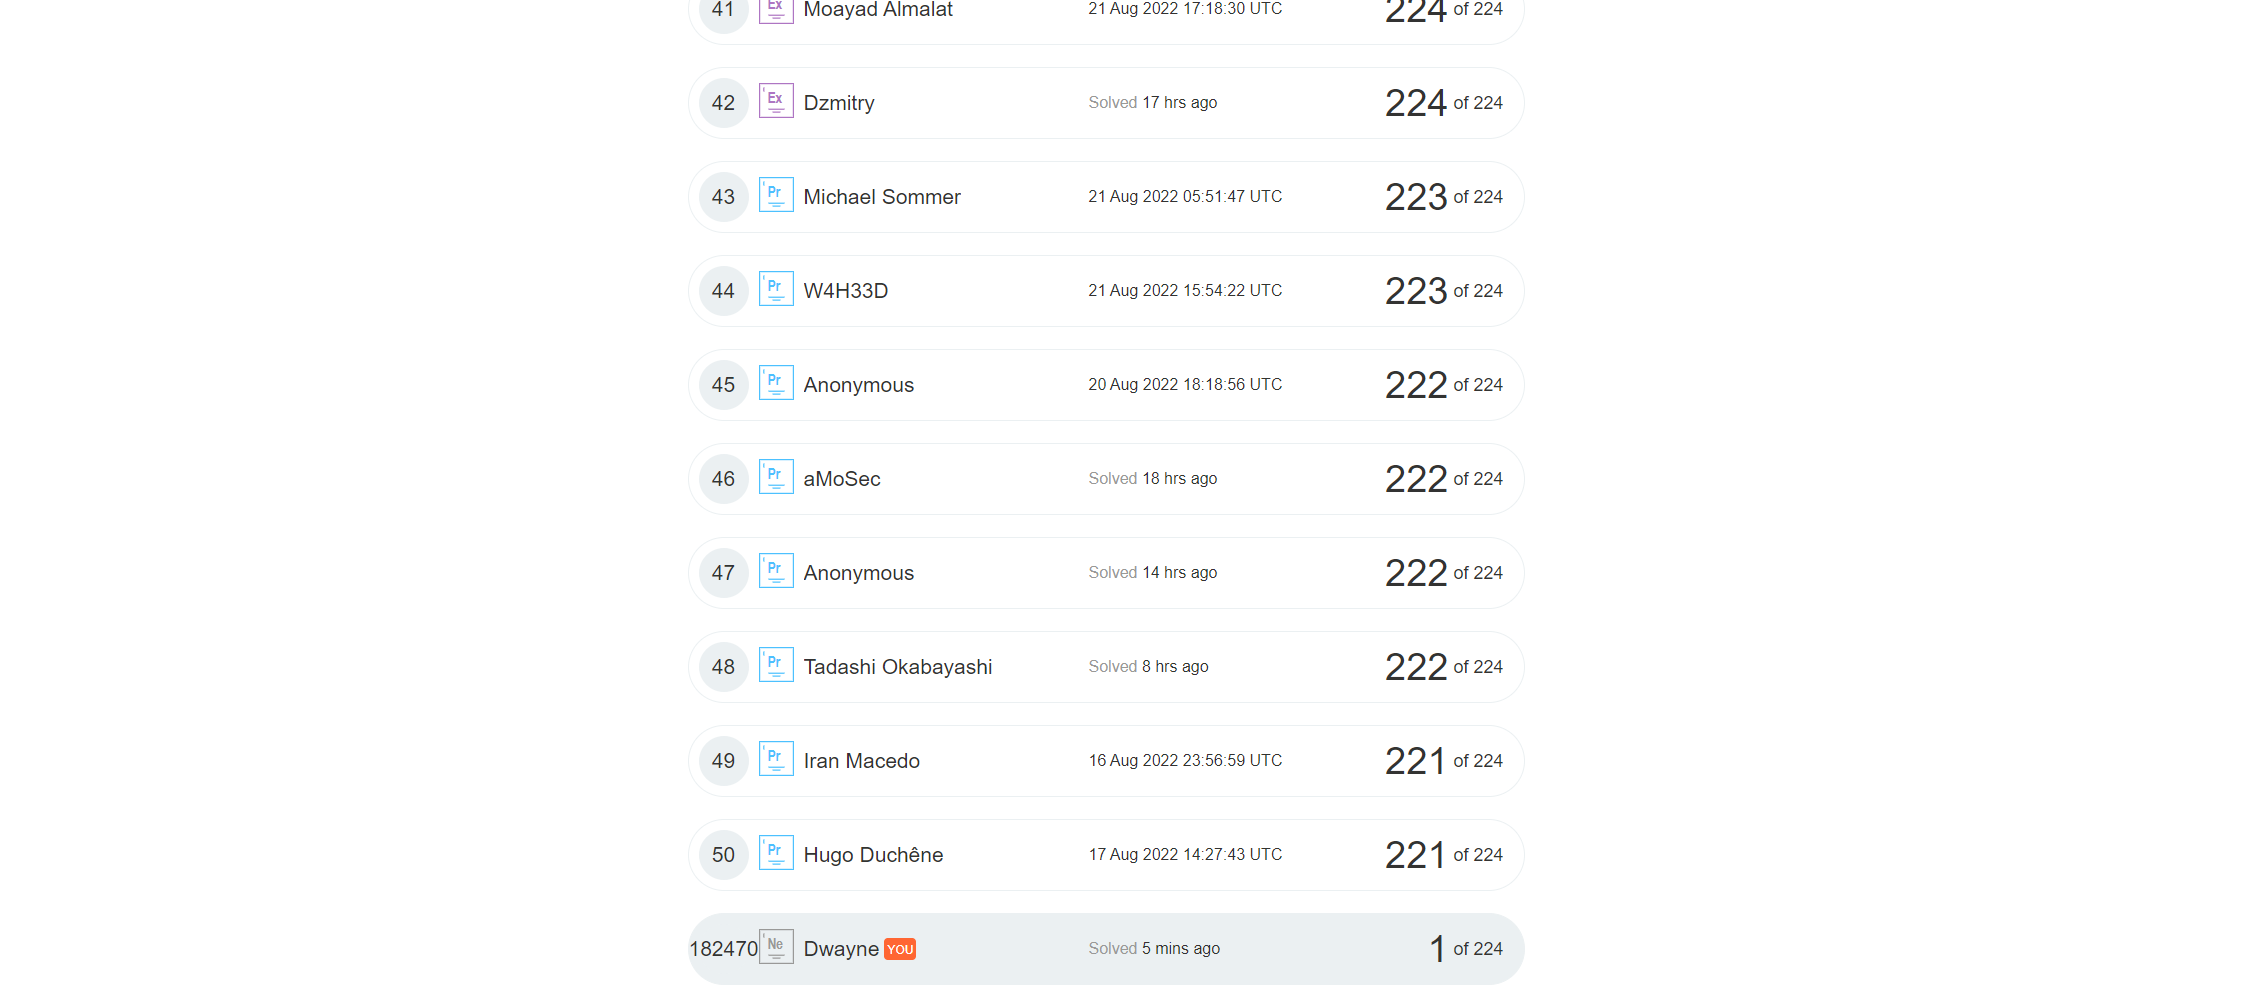 41 Ex Moayad Almalat 21 Aug 2022 17:18:30 UTC 224 of 224
42 Ex Dzmitry Solved 17 hrs ago 224 of 224
43 Pr Michael Sommer 21 Aug 2022 05:51:47 UTC 223 of 224
44 Pr W4H33D 21 Aug 2022 15:54:22 UTC 223 of 224
45 Pr Anonymous 20 Aug 2022 18:18:56 UTC 222 of 224
46 Pr aMoSec Solved 18 hrs ago 222 of 224
47 Pr Anonymous Solved 14 hrs ago 222 of 224
48 Pr Tadashi Okabayashi Solved 8 hrs ago 222 of 224
49 Pr Iran Macedo 16 Aug 2022 23:56:59 UTC 221 of 224
50 Pr Hugo Duchêne 17 Aug 2022 14:27:43 UTC 221 of 224
182470 Ne Dwayne YOU Solved 5 mins ago 1 of 224